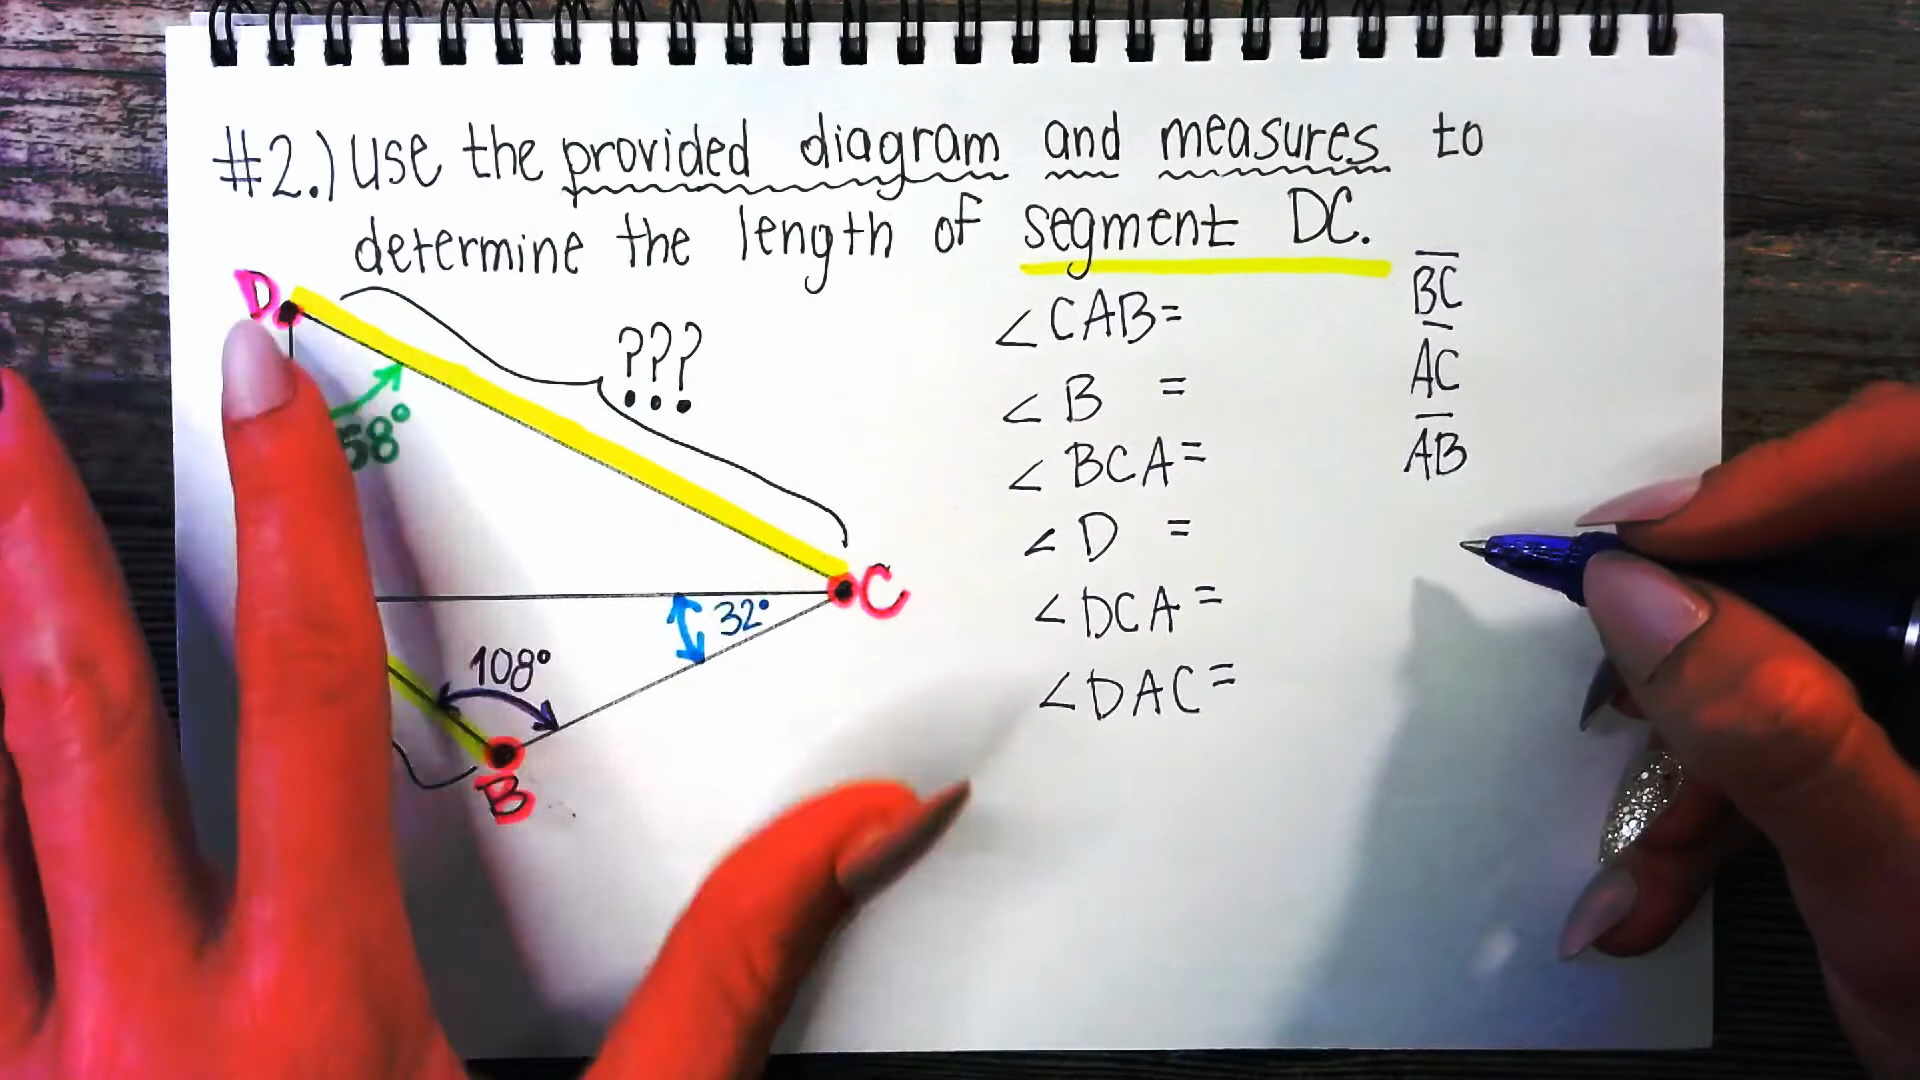 #2.) use the provided diagram and measures to
determine the length of segment DC.
D
???
58°
C
32°
108°
B
∠CAB=
∠B =
∠BCA=
∠D =
∠DCA=
∠DAC=
BC
AC
AB